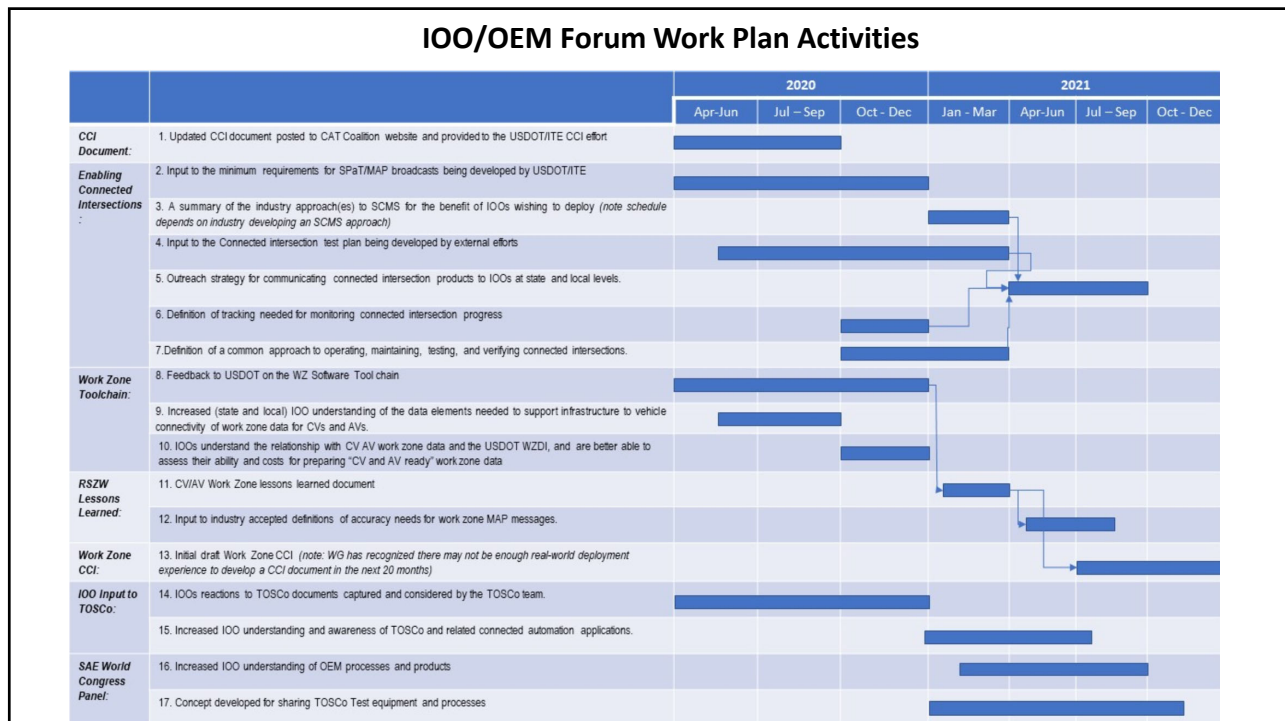 IOO/OEM Forum Work Plan Activities
2020
2021
Apr-Jun
Jul – Sep
Oct - Dec
Jan - Mar
Apr-Jun
Jul – Sep
Oct - Dec
CCI
Document:
1. Updated CCI document posted to CAT Coalition website and provided to the USDOT/ITE CCI effort
Enabling
Connected
Intersections
:
2. Input to the minimum requirements for SPaT/MAP broadcasts being developed by USDOT/ITE
3. A summary of the industry approach(es) to SCMS for the benefit of IOOs wishing to deploy (note schedule
depends on industry developing an SCMS approach)
4. Input to the Connected intersection test plan being developed by external efforts
5. Outreach strategy for communicating connected intersection products to IOOs at state and local levels.
6. Definition of tracking needed for monitoring connected intersection progress
7.Definition of a common approach to operating, maintaining, testing, and verifying connected intersections.
Work Zone
Toolchain:
8. Feedback to USDOT on the WZ Software Tool chain
9. Increased (state and local) IOO understanding of the data elements needed to support infrastructure to vehicle
connectivity of work zone data for CVs and AVs.
10. IOOs understand the relationship with CV AV work zone data and the USDOT WZDI, and are better able to
assess their ability and costs for preparing "CV and AV ready" work zone data
RSZW
Lessons
Learned:
11. CV/AV Work Zone lessons learned document
12. Input to industry accepted definitions of accuracy needs for work zone MAP messages.
Work Zone
CCI:
13. Initial draft Work Zone CCI (note: WG has recognized there may not be enough real-world deployment
experience to develop a CCI document in the next 20 months)
IOO Input to
TOSCo:
14. IOOs reactions to TOSCo documents captured and considered by the TOSCo team.
15. Increased IOO understanding and awareness of TOSCo and related connected automation applications.
SAE World
Congress
Panel:
16. Increased IOO understanding of OEM processes and products
17. Concept developed for sharing TOSCo Test equipment and processes